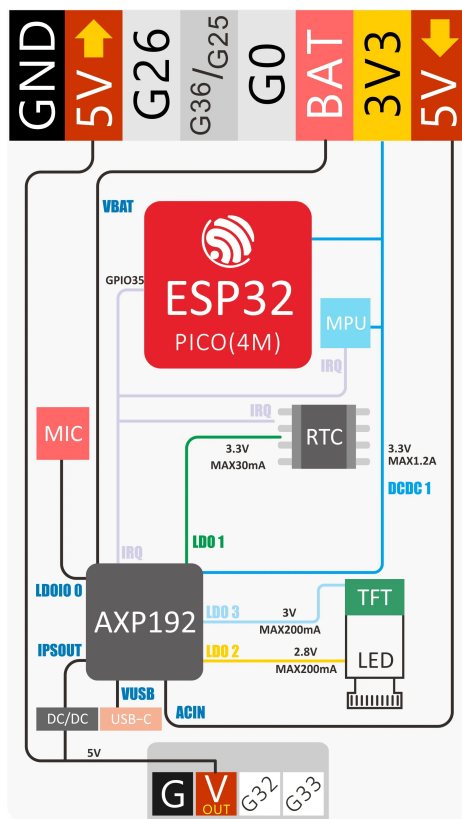 GND
5V
G26
G36/G25
G0
BAT
3V3
5V
VBAT
GPIO35
ESP32
PICO(4M)
MPU
IRQ
IRQ
MIC
RTC
3.3V
MAX30mA
3.3V
MAX1.2A
DCDC 1
LDO 1
IRQ
LDOIO 0
AXP192
LDO 3
3V
MAX200mA
TFT
IPSOUT
LDO 2
2.8V
MAX200mA
LED
VUSB
DC/DC
USB-C
ACIN
5V
G
V
OUT
G32
G33